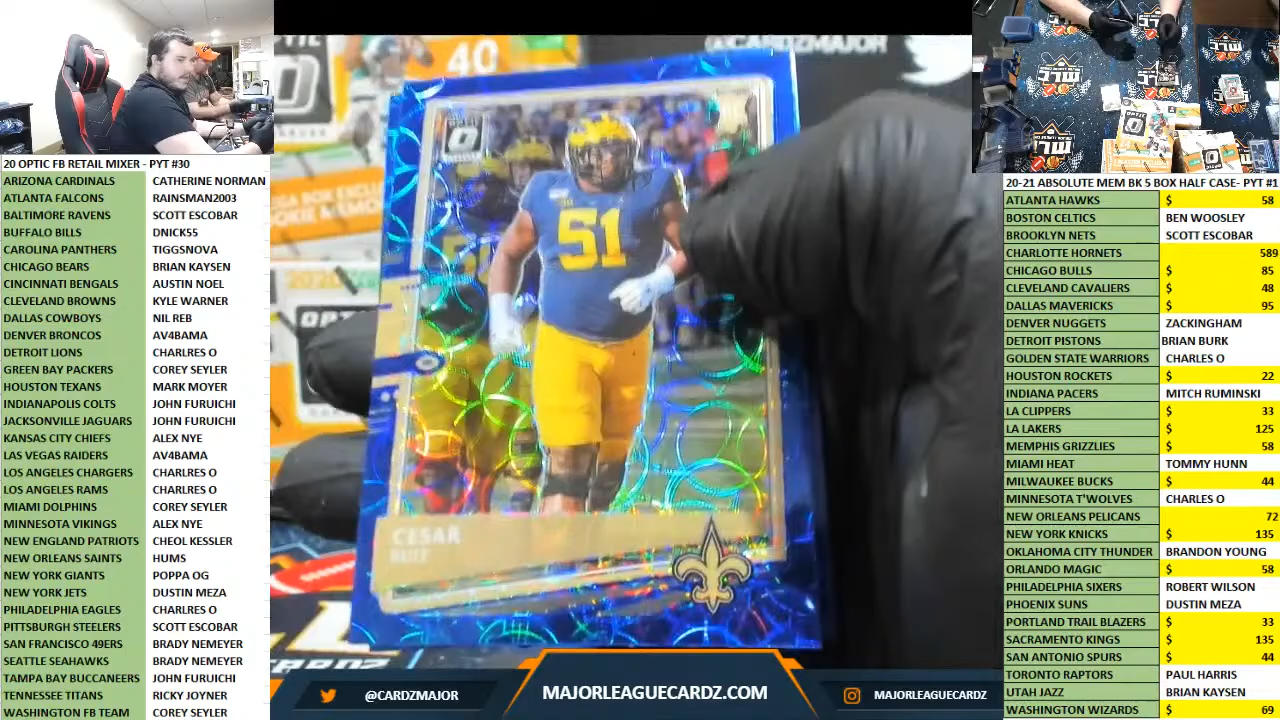 20 OPTIC FB RETAIL MIXER - PYT #30
ARIZONA CARDINALS CATHERINE NORMAN
ATLANTA FALCONS RAINSMAN2003
BALTIMORE RAVENS SCOTT ESCOBAR
BUFFALO BILLS DNICK55
CAROLINA PANTHERS TIGGSNOVA
CHICAGO BEARS BRIAN KAYSEN
CINCINNATI BENGALS AUSTIN NOEL
CLEVELAND BROWNS KYLE WARNER
DALLAS COWBOYS NIL REB
DENVER BRONCOS AV4BAMA
DETROIT LIONS CHARLRES O
GREEN BAY PACKERS COREY SEYLER
HOUSTON TEXANS MARK MOYER
INDIANAPOLIS COLTS JOHN FURUICHI
JACKSONVILLE JAGUARS JOHN FURUICHI
KANSAS CITY CHIEFS ALEX NYE
LAS VEGAS RAIDERS AV4BAMA
LOS ANGELES CHARGERS CHARLRES O
LOS ANGELES RAMS CHARLRES O
MIAMI DOLPHINS COREY SEYLER
MINNESOTA VIKINGS ALEX NYE
NEW ENGLAND PATRIOTS CHEOL KESSLER
NEW ORLEANS SAINTS HUMS
NEW YORK GIANTS POPPA OG
NEW YORK JETS DUSTIN MEZA
PHILADELPHIA EAGLES CHARLRES O
PITTSBURGH STEELERS SCOTT ESCOBAR
SAN FRANCISCO 49ERS BRADY NEMEYER
SEATTLE SEAHAWKS BRADY NEMEYER
TAMPA BAY BUCCANEERS JOHN FURUICHI
TENNESSEE TITANS RICKY JOYNER
WASHINGTON FB TEAM COREY SEYLER
40
@CARDZMAJOR
OPTIC
51
CESAR
RUIZ
@CARDZMAJOR
MAJORLEAGUECARDZ.COM
MAJORLEAGUECARDZ
MLC
20-21 ABSOLUTE MEM BK 5 BOX HALF CASE- PYT #1
ATLANTA HAWKS $ 58
BOSTON CELTICS BEN WOOSLEY
BROOKLYN NETS SCOTT ESCOBAR
CHARLOTTE HORNETS 589
CHICAGO BULLS $ 85
CLEVELAND CAVALIERS $ 48
DALLAS MAVERICKS $ 95
DENVER NUGGETS ZACKINGHAM
DETROIT PISTONS BRIAN BURK
GOLDEN STATE WARRIORS CHARLES O
HOUSTON ROCKETS $ 22
INDIANA PACERS MITCH RUMINSKI
LA CLIPPERS $ 33
LA LAKERS $ 125
MEMPHIS GRIZZLIES $ 58
MIAMI HEAT TOMMY HUNN
MILWAUKEE BUCKS $ 44
MINNESOTA T'WOLVES CHARLES O
NEW ORLEANS PELICANS 72
NEW YORK KNICKS $ 135
OKLAHOMA CITY THUNDER BRANDON YOUNG
ORLANDO MAGIC $ 58
PHILADELPHIA SIXERS ROBERT WILSON
PHOENIX SUNS DUSTIN MEZA
PORTLAND TRAIL BLAZERS $ 33
SACRAMENTO KINGS $ 135
SAN ANTONIO SPURS $ 44
TORONTO RAPTORS PAUL HARRIS
UTAH JAZZ BRIAN KAYSEN
WASHINGTON WIZARDS $ 69